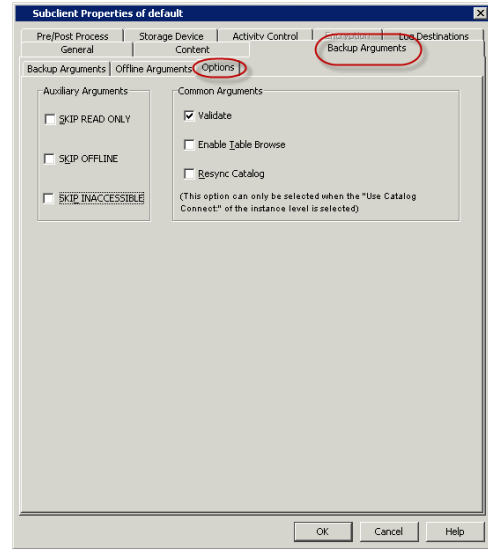 Subclient Properties of default
Pre/Post Process Storage Device Activity Control Encryption Log Destinations
General Content Backup Arguments
Backup Arguments Offline Arguments Options
Auxiliary Arguments Common Arguments
SKIP READ ONLY Validate
SKIP OFFLINE Enable Table Browse
SKIP INACCESSIBLE Resync Catalog
(This option can only be selected when the "Use Catalog
Connect" of the instance level is selected)
OK Cancel Help